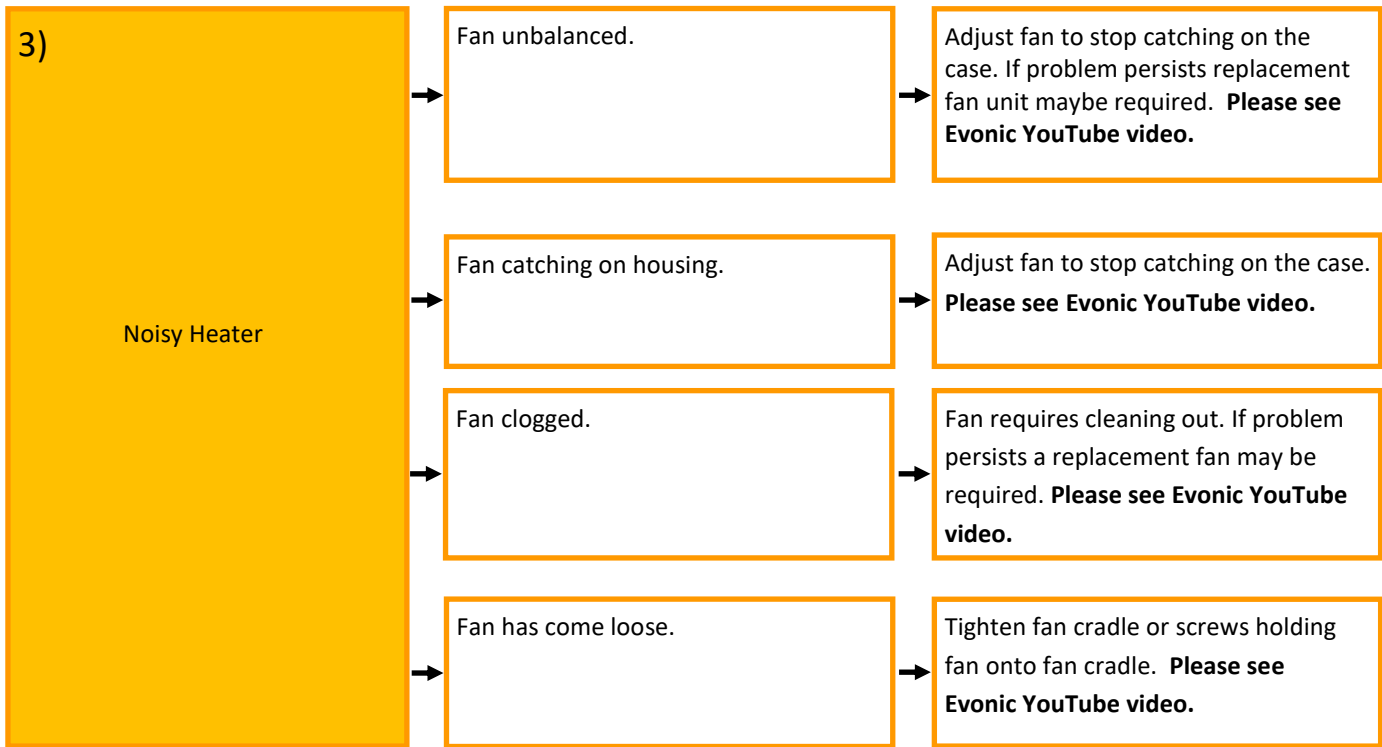 3)
Noisy Heater
Fan unbalanced.
Adjust fan to stop catching on the
case. If problem persists replacement
fan unit maybe required.  Please see
Evonic YouTube video.
Fan catching on housing.
Adjust fan to stop catching on the case.
Please see Evonic YouTube video.
Fan clogged.
Fan requires cleaning out. If problem
persists a replacement fan may be
required. Please see Evonic YouTube
video.
Fan has come loose.
Tighten fan cradle or screws holding
fan onto fan cradle.  Please see
Evonic YouTube video.